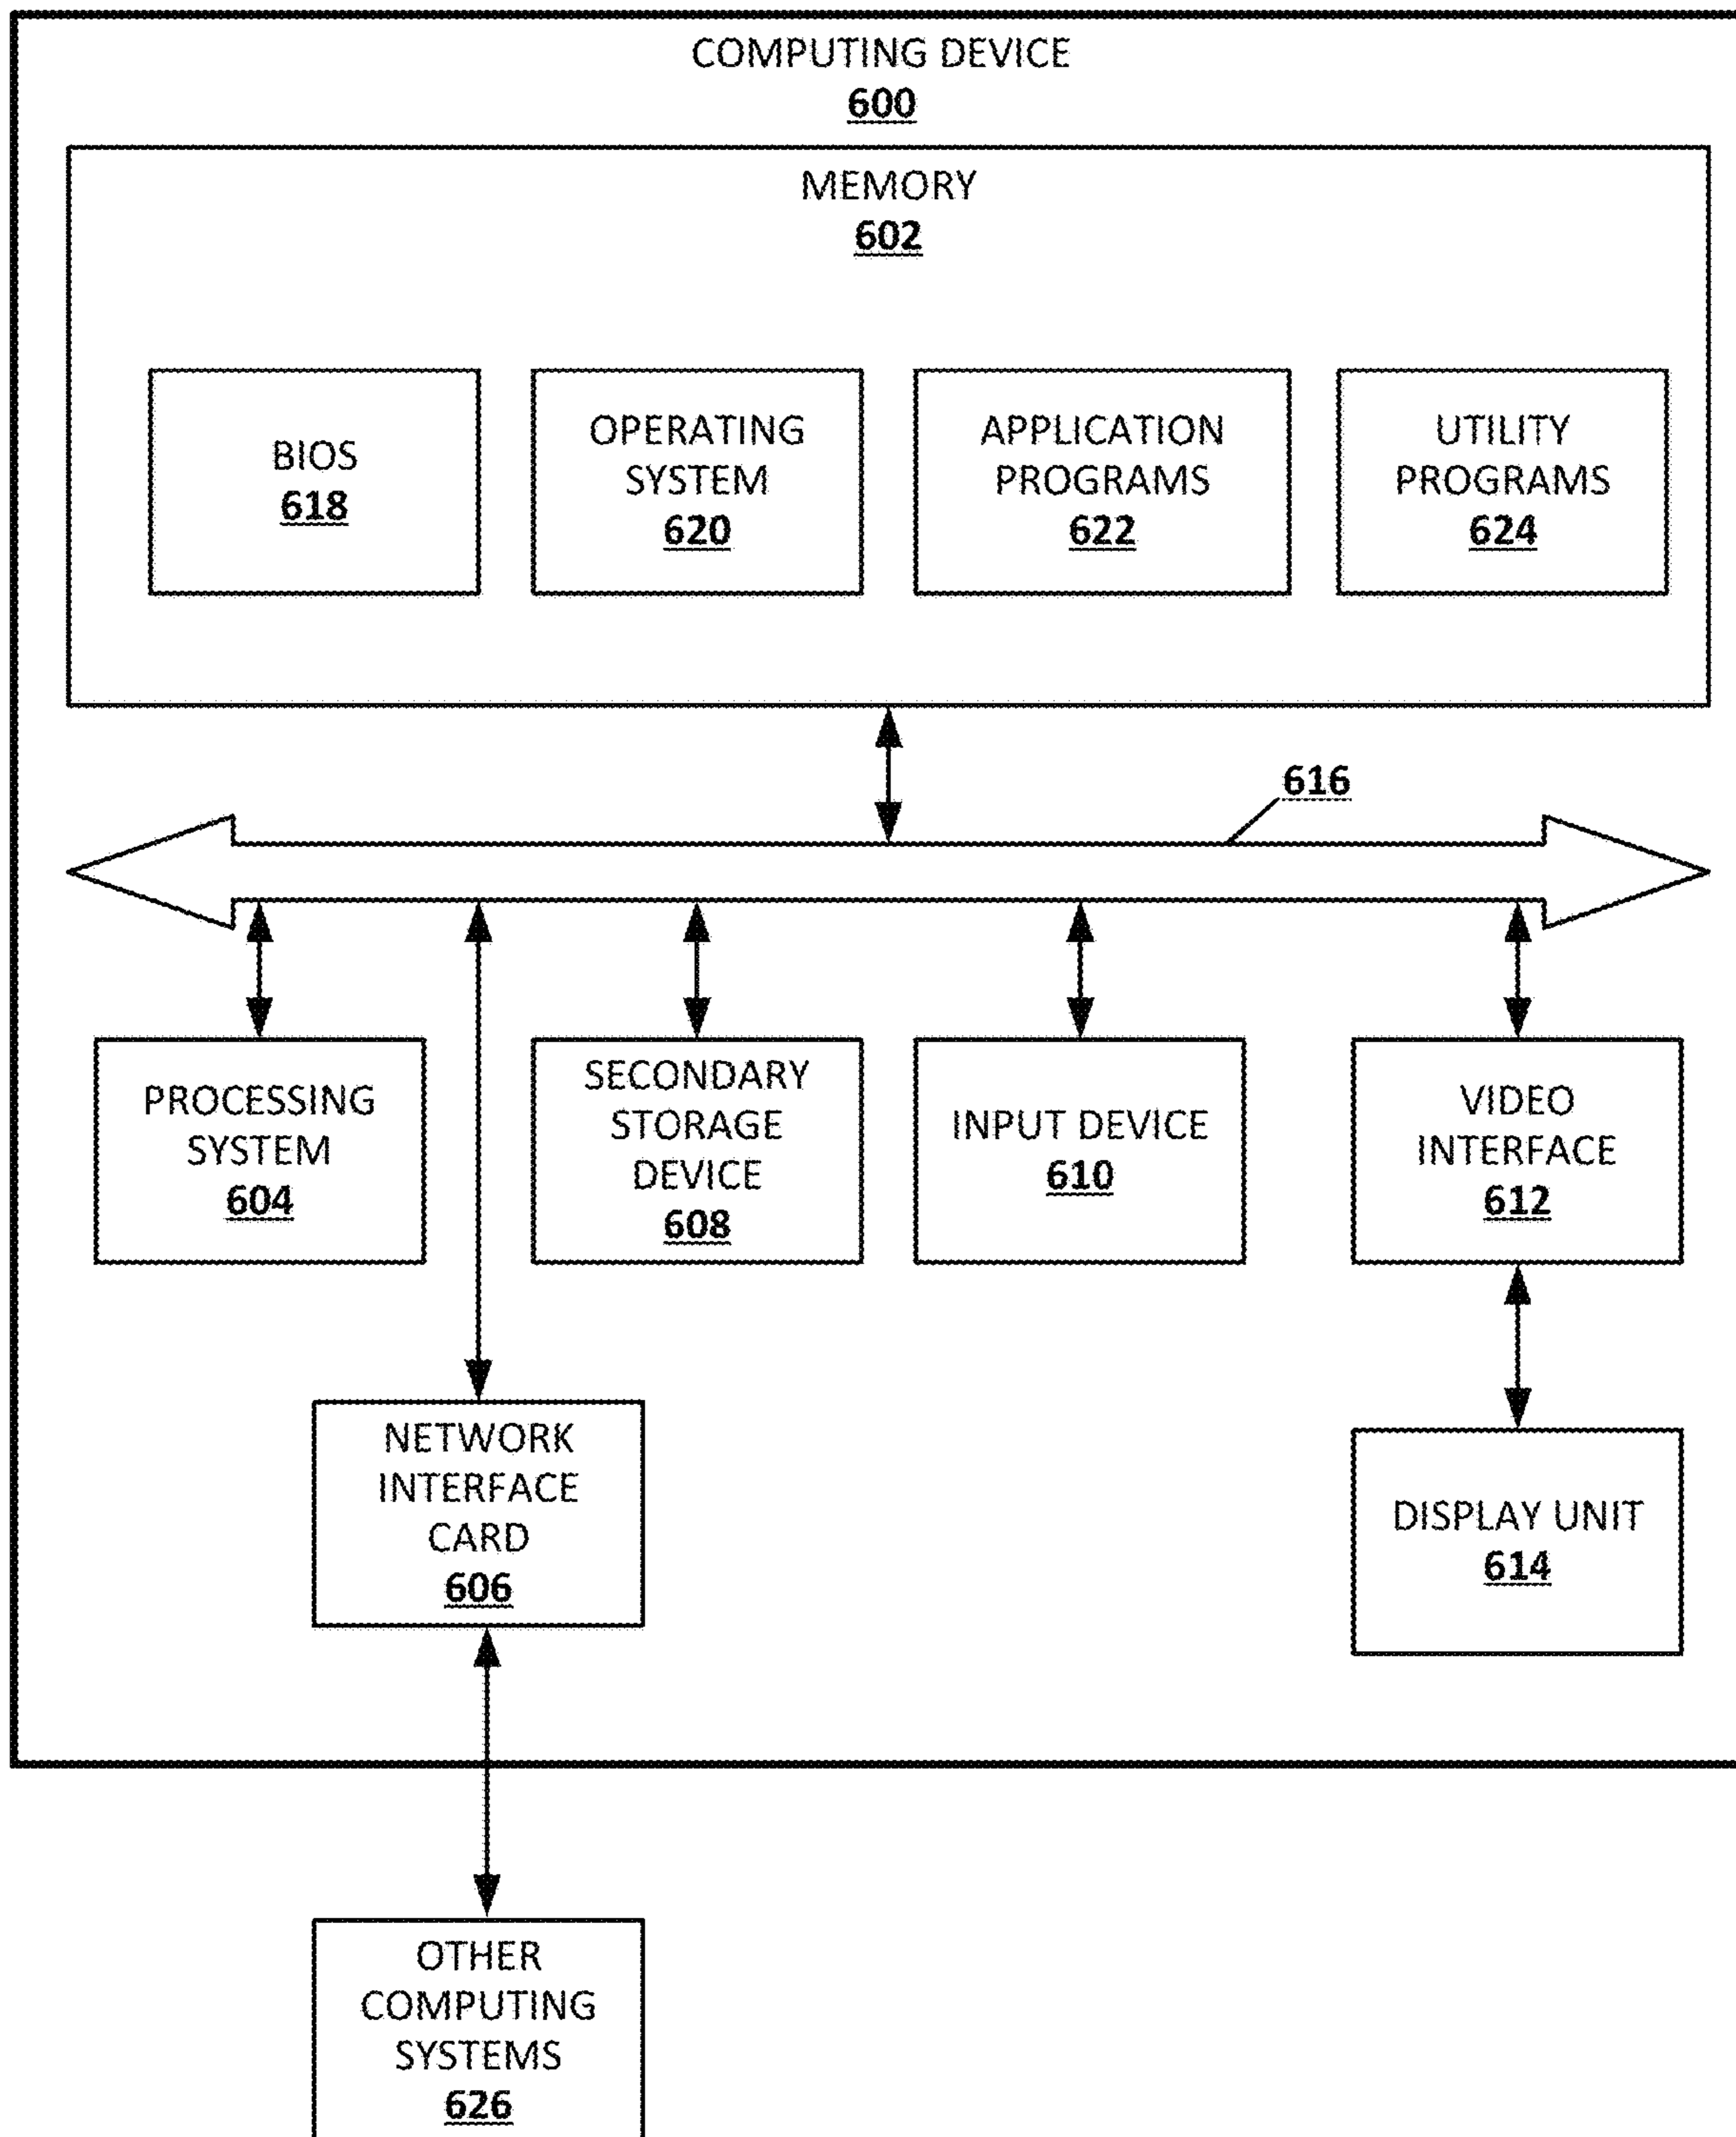 COMPUTING DEVICE
600
MEMORY
602
BIOS
618
OPERATING
SYSTEM
620
APPLICATION
PROGRAMS
622
UTILITY
PROGRAMS
624
616
PROCESSING
SYSTEM
604
SECONDARY
STORAGE
DEVICE
608
INPUT DEVICE
610
VIDEO
INTERFACE
612
NETWORK
INTERFACE
CARD
606
DISPLAY UNIT
614
OTHER
COMPUTING
SYSTEMS
626